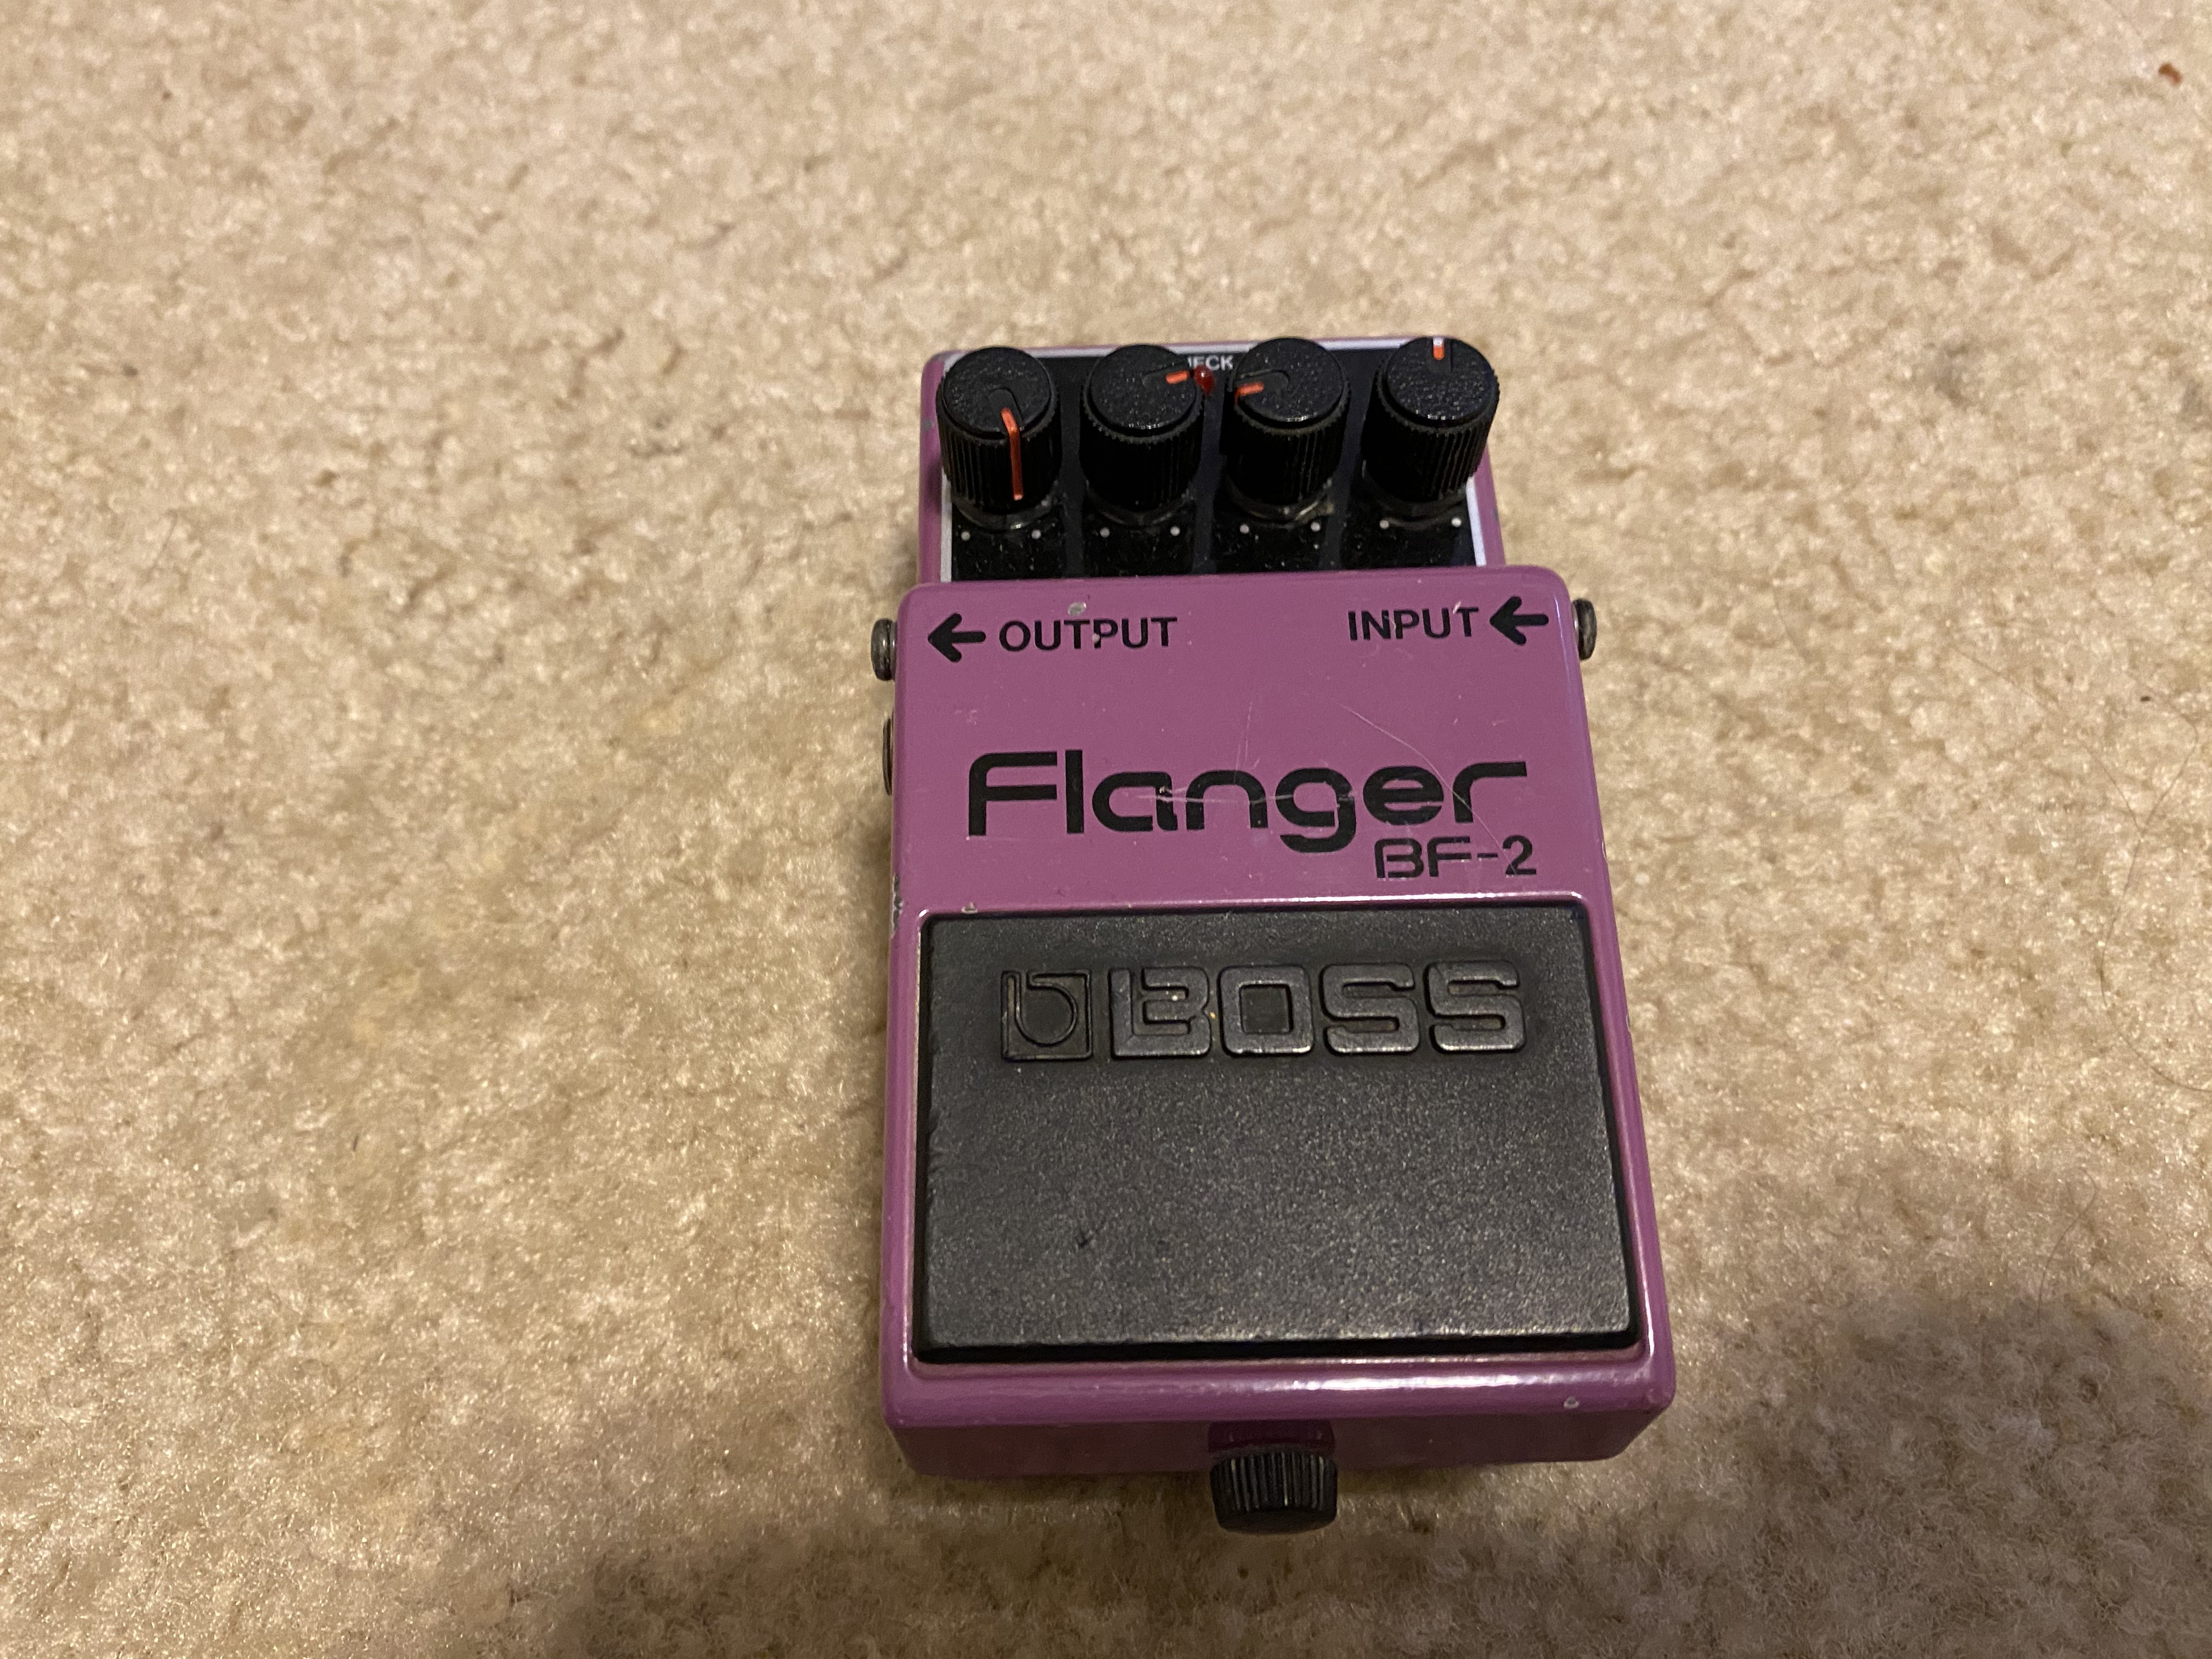 ← OUTPUT INPUT ←
Flanger
BF-2
BOSS